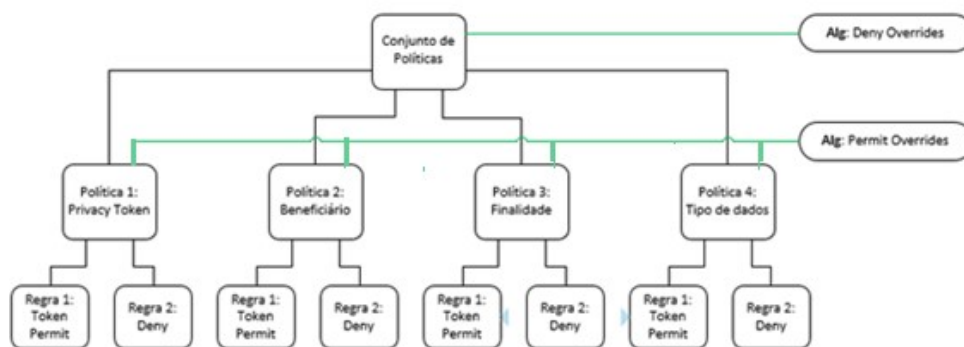 Conjunto de
Políticas
Alg: Deny Overrides
Alg: Permit Overrides
Política 1:
Privacy Token
Política 2:
Beneficiário
Política 3:
Finalidade
Política 4:
Tipo de dados
Regra 1:
Token
Permit
Regra 2:
Deny
Regra 1:
Token
Permit
Regra 2:
Deny
Regra 1:
Token
Permit
Regra 2:
Deny
Regra 1:
Token
Permit
Regra 2:
Deny